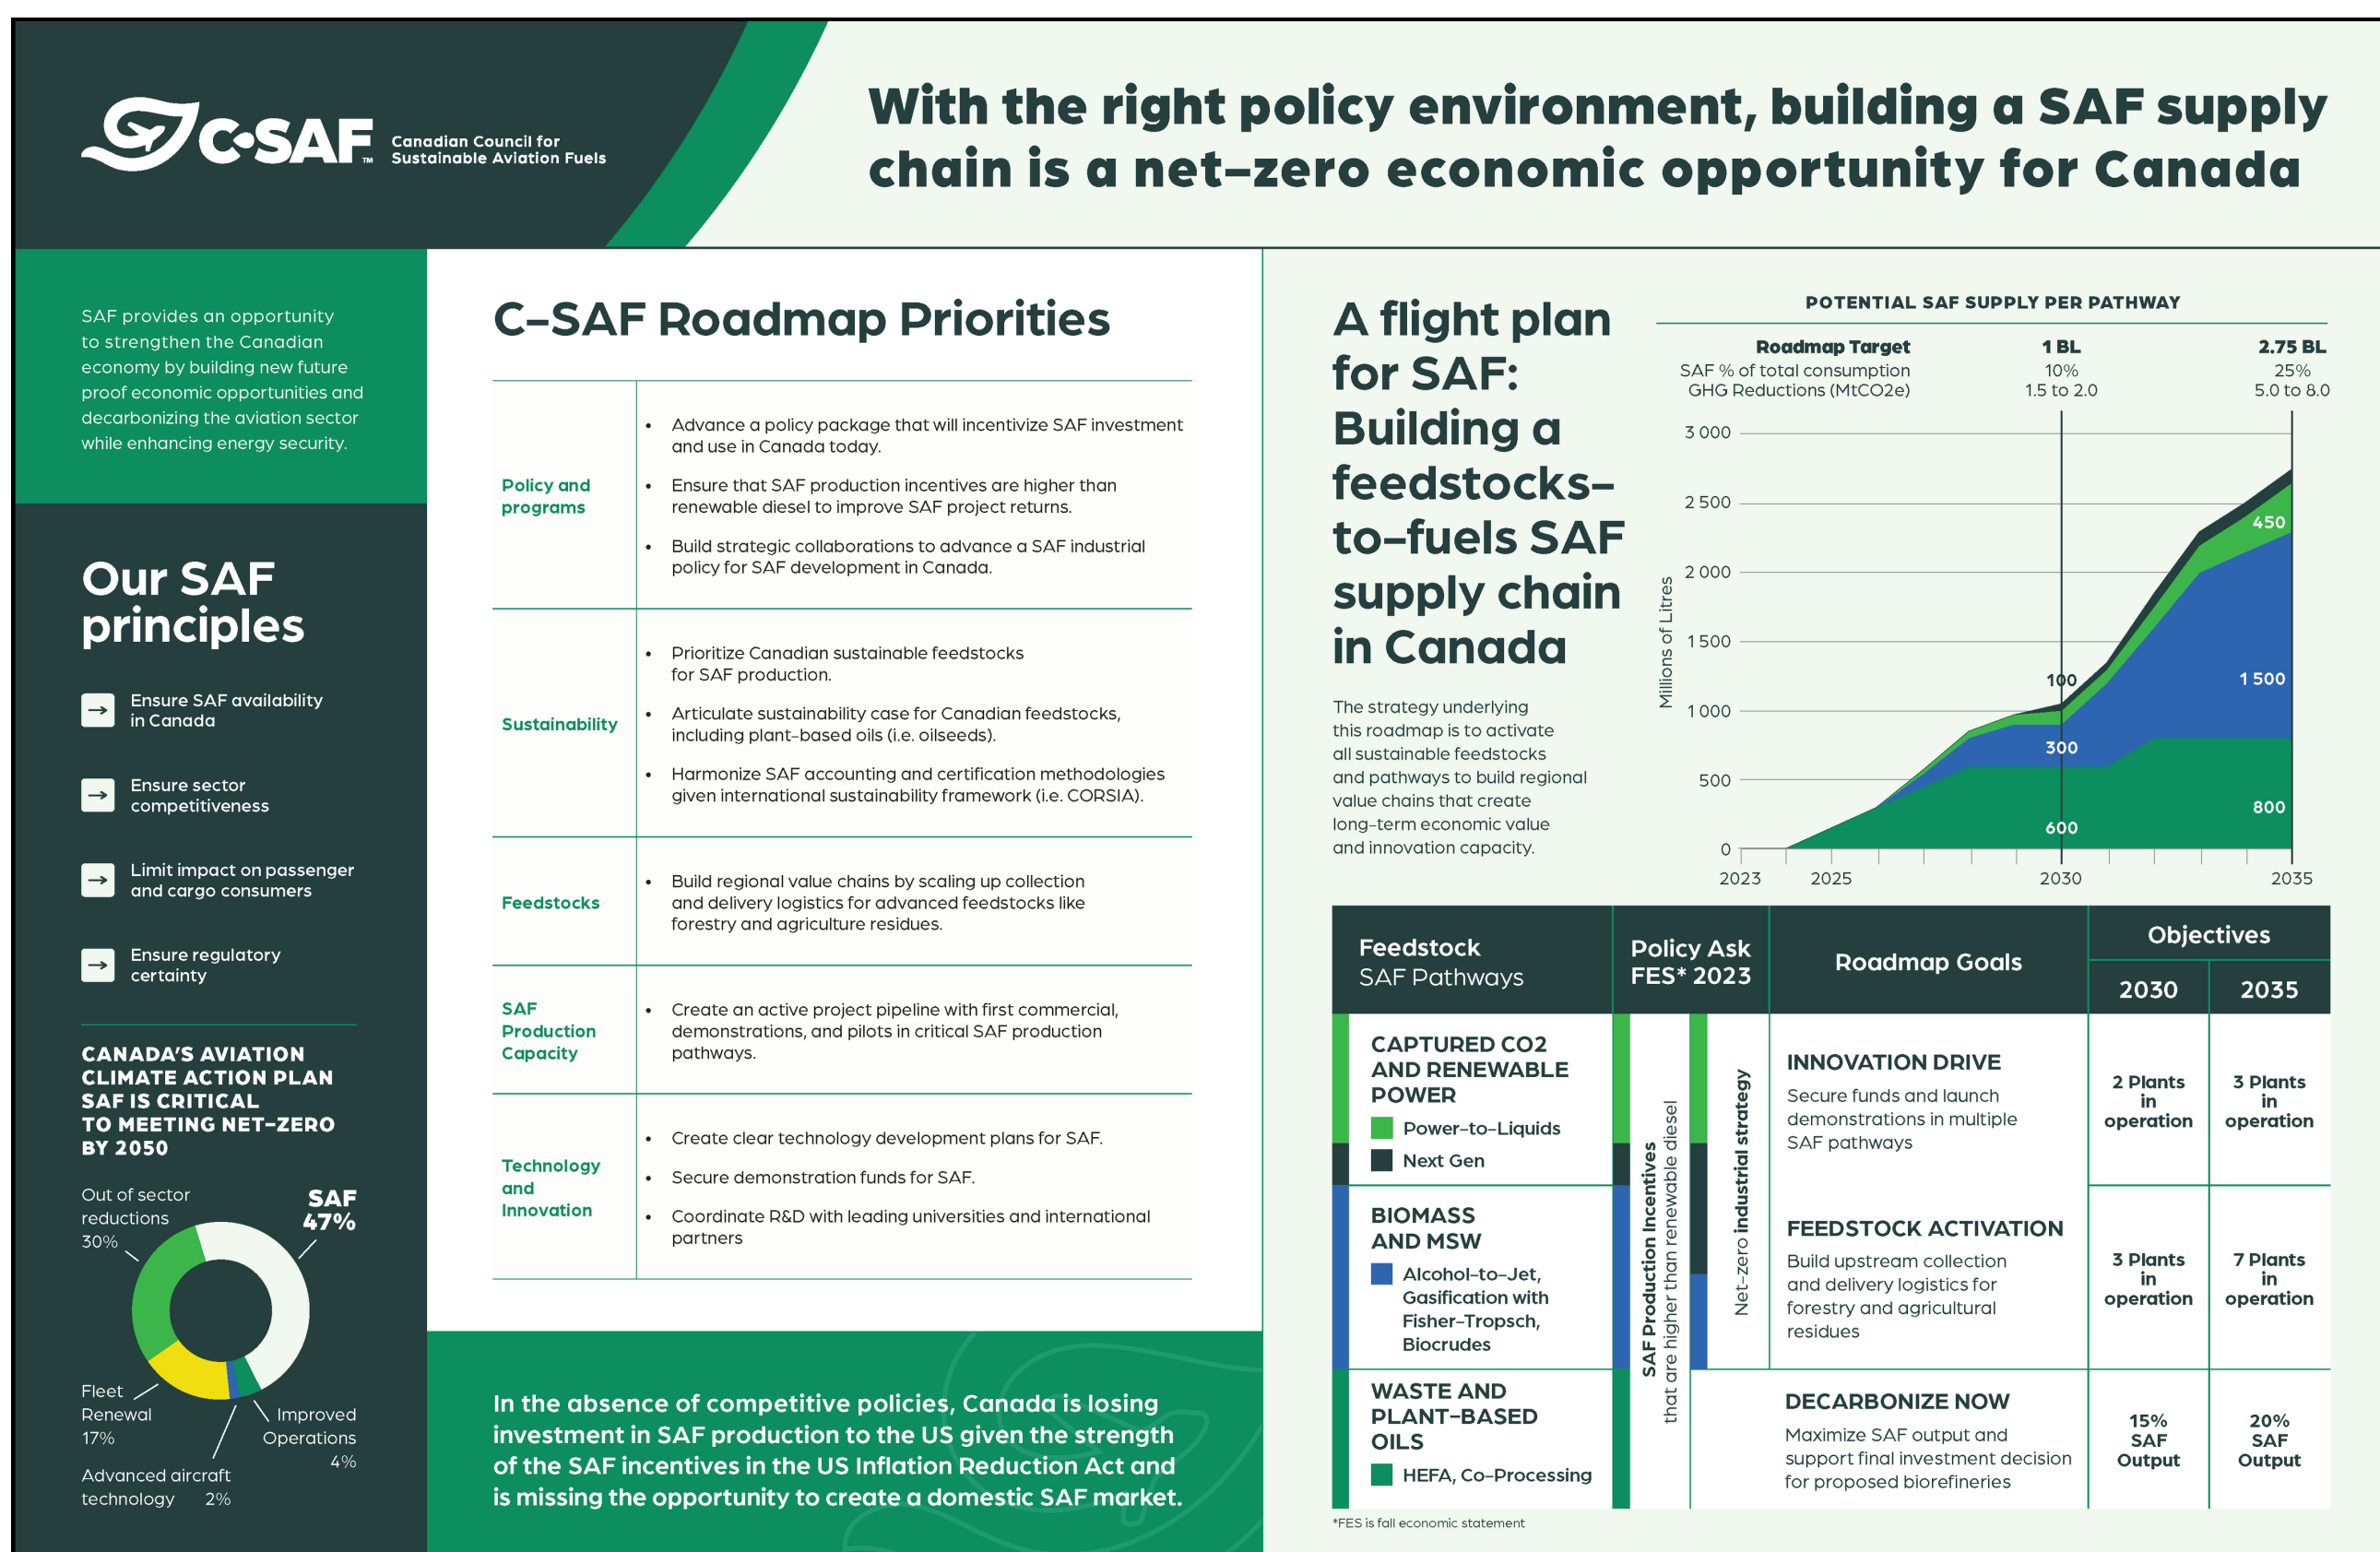 C·SAF™
Canadian Council for
Sustainable Aviation Fuels
With the right policy environment, building a SAF supply
chain is a net-zero economic opportunity for Canada
SAF provides an opportunity
to strengthen the Canadian
economy by building new future
proof economic opportunities and
decarbonizing the aviation sector
while enhancing energy security.
Our SAF
principles
→ Ensure SAF availability
in Canada
→ Ensure sector
competitiveness
→ Limit impact on passenger
and cargo consumers
→ Ensure regulatory
certainty
CANADA'S AVIATION
CLIMATE ACTION PLAN
SAF IS CRITICAL
TO MEETING NET-ZERO
BY 2050
Out of sector
reductions
30%
SAF
47%
Fleet
Renewal
17%
Improved
Operations
4%
Advanced aircraft
technology 2%
C-SAF Roadmap Priorities
Policy and
programs
• Advance a policy package that will incentivize SAF investment
and use in Canada today.
• Ensure that SAF production incentives are higher than
renewable diesel to improve SAF project returns.
• Build strategic collaborations to advance a SAF industrial
policy for SAF development in Canada.
Sustainability
• Prioritize Canadian sustainable feedstocks
for SAF production.
• Articulate sustainability case for Canadian feedstocks,
including plant-based oils (i.e. oilseeds).
• Harmonize SAF accounting and certification methodologies
given international sustainability framework (i.e. CORSIA).
Feedstocks
• Build regional value chains by scaling up collection
and delivery logistics for advanced feedstocks like
forestry and agriculture residues.
SAF
Production
Capacity
• Create an active project pipeline with first commercial,
demonstrations, and pilots in critical SAF production
pathways.
Technology
and
Innovation
• Create clear technology development plans for SAF.
• Secure demonstration funds for SAF.
• Coordinate R&D with leading universities and international
partners
In the absence of competitive policies, Canada is losing
investment in SAF production to the US given the strength
of the SAF incentives in the US Inflation Reduction Act and
is missing the opportunity to create a domestic SAF market.
A flight plan
for SAF:
Building a
feedstocks-
to-fuels SAF
supply chain
in Canada
The strategy underlying
this roadmap is to activate
all sustainable feedstocks
and pathways to build regional
value chains that create
long-term economic value
and innovation capacity.
POTENTIAL SAF SUPPLY PER PATHWAY
Roadmap Target 1 BL 2.75 BL
SAF % of total consumption 10% 25%
GHG Reductions (MtCO2e) 1.5 to 2.0 5.0 to 8.0
Millions of Litres
3 000
2 500
2 000
1 500
1 000
500
0
450
1 500
800
100
300
600
2023 2025 2030 2035
Feedstock
SAF Pathways
Policy Ask
FES* 2023
Roadmap Goals
Objectives
2030 2035
CAPTURED CO2
AND RENEWABLE
POWER
Power-to-Liquids
Next Gen
BIOMASS
AND MSW
Alcohol-to-Jet,
Gasification with
Fisher-Tropsch,
Biocrudes
WASTE AND
PLANT-BASED
OILS
HEFA, Co-Processing
SAF Production Incentives
that are higher than renewable diesel
Net-zero industrial strategy
INNOVATION DRIVE
Secure funds and launch
demonstrations in multiple
SAF pathways
2 Plants
in
operation
3 Plants
in
operation
FEEDSTOCK ACTIVATION
Build upstream collection
and delivery logistics for
forestry and agricultural
residues
3 Plants
in
operation
7 Plants
in
operation
DECARBONIZE NOW
Maximize SAF output and
support final investment decision
for proposed biorefineries
15%
SAF
Output
20%
SAF
Output
*FES is fall economic statement